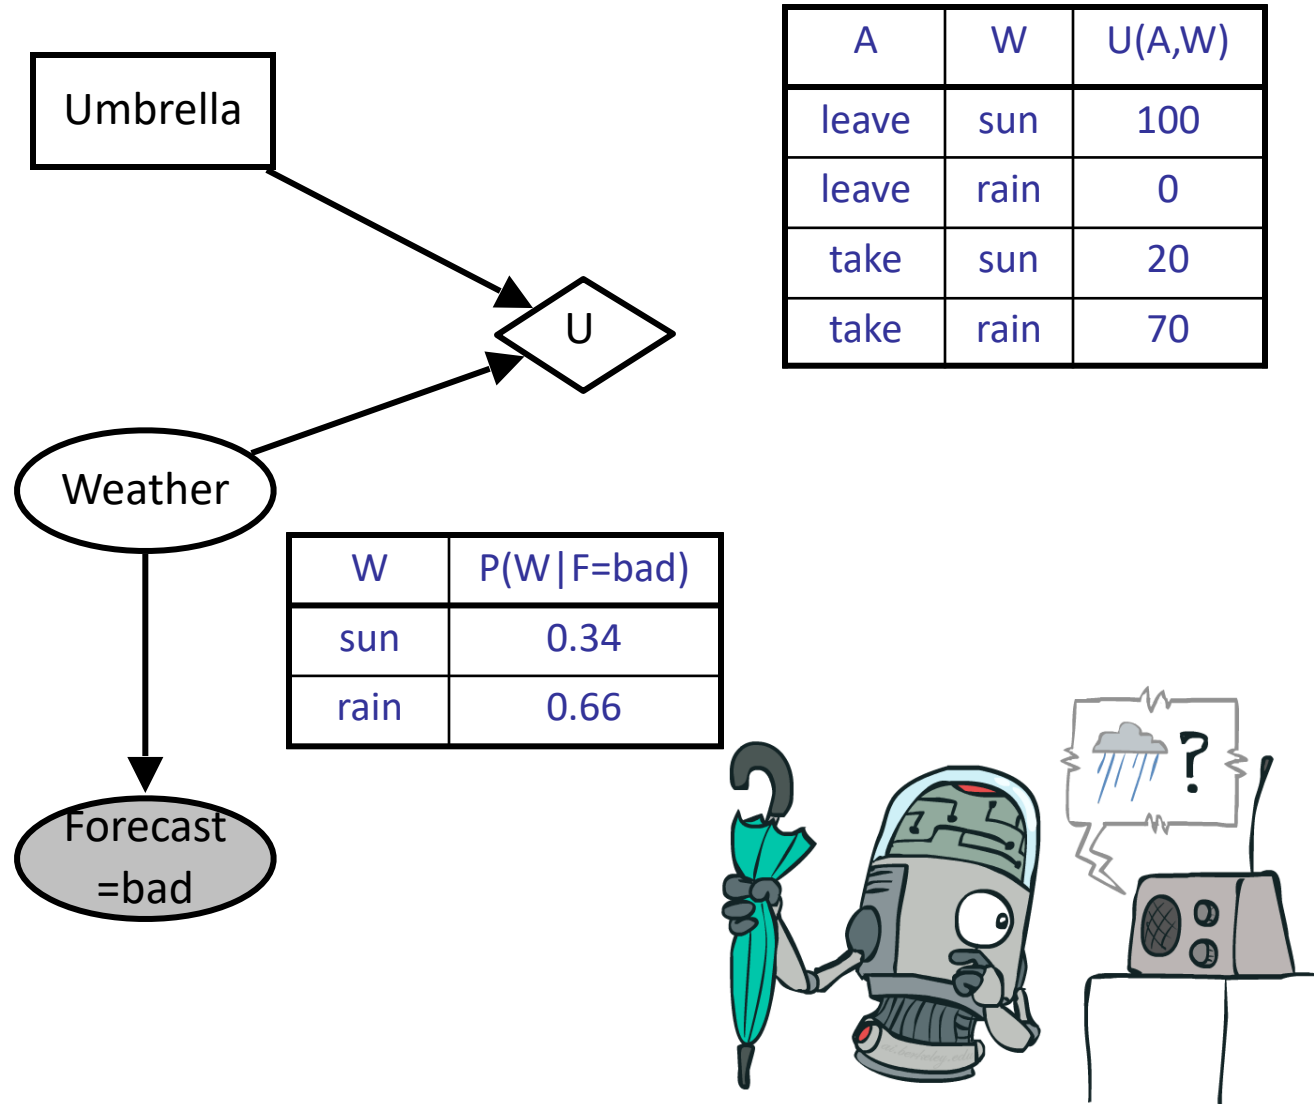 Umbrella
A W U(A,W)
leave sun 100
leave rain 0
take sun 20
take rain 70
U
Weather
W P(W|F=bad)
sun 0.34
rain 0.66
Forecast
=bad
?